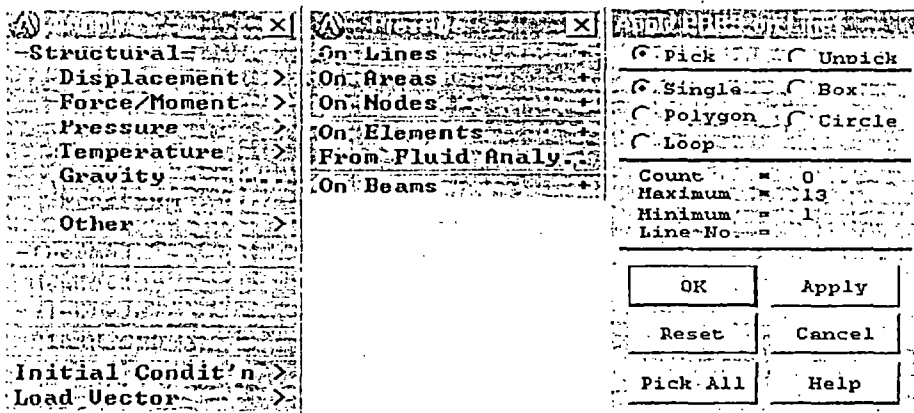 -Structural-
Displacement >
Force/Moment >
Pressure >
Temperature >
Gravity ...
Other >
Initial Condit'n >
Load Vector >
On Lines +
On Areas +
On Nodes +
On Elements +
From Fluid Analy..
On Beams +
Pick Unpick
Single Box
Polygon Circle
Loop
Count = 0
Maximum = 13
Minimum = 1
Line No. =
OK Apply
Reset Cancel
Pick All Help